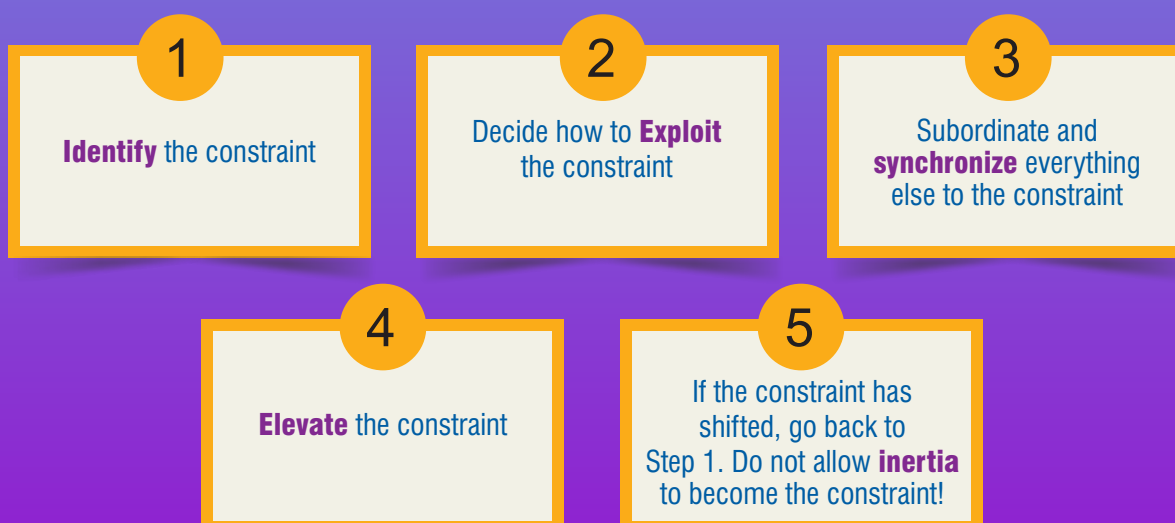 1
Identify the constraint
2
Decide how to Exploit
the constraint
3
Subordinate and
synchronize everything
else to the constraint
4
Elevate the constraint
5
If the constraint has
shifted, go back to
Step 1. Do not allow inertia
to become the constraint!